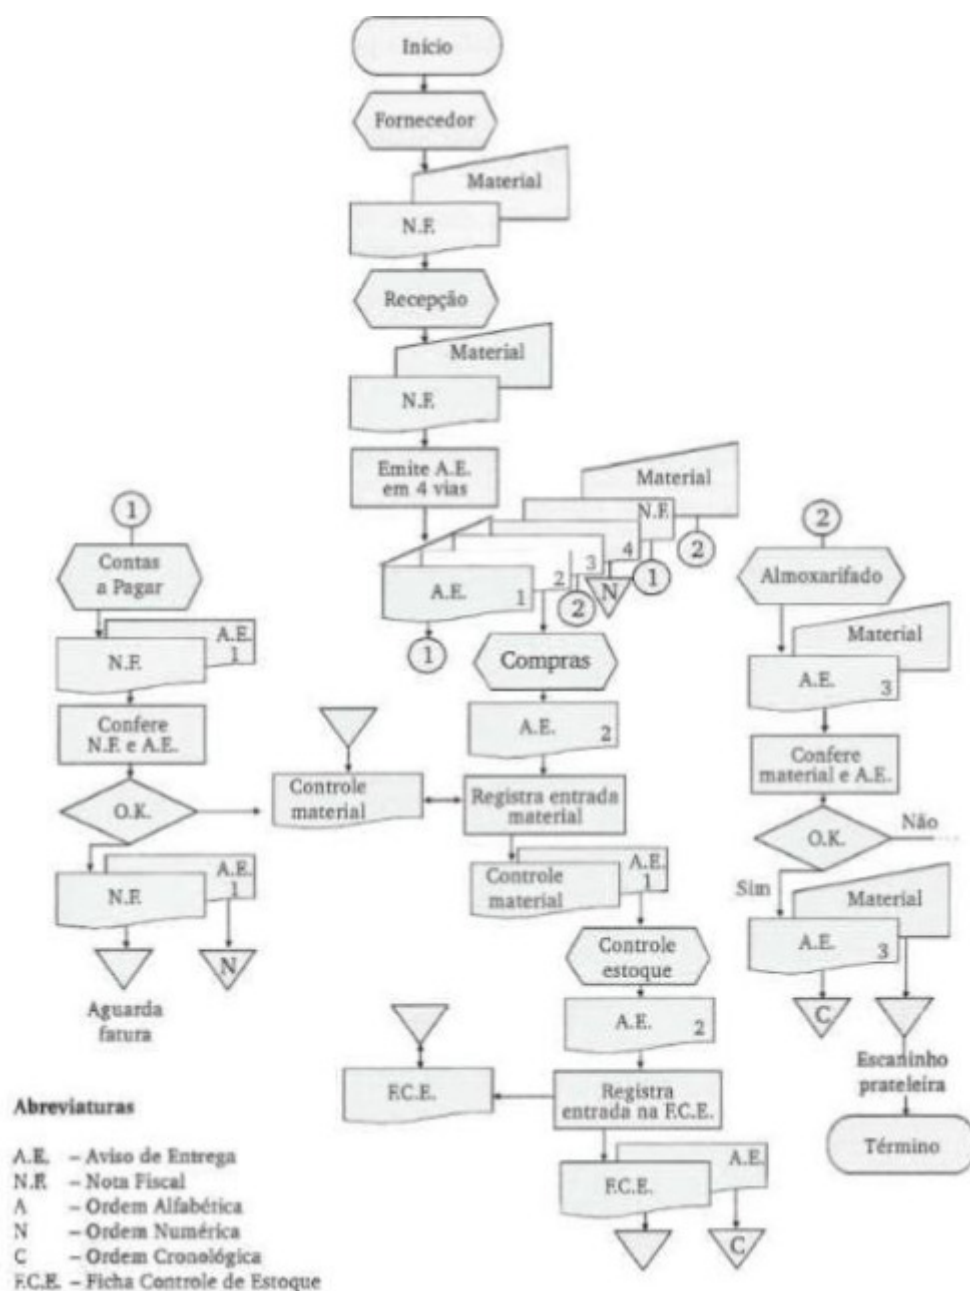 Início
Fornecedor
Material
N.F.
Recepção
Material
N.F.
Emite A.E.
em 4 vias
Material
N.F.
4
3
2
A.E.
1
2
N
1
2
1
1
Contas
a Pagar
A.E.
1
N.F.
Confere
N.F. e A.E.
O.K.
A.E.
1
N.F.
N
Aguarda
fatura
Compras
A.E.
2
Controle
material
Registra entrada
material
A.E.
1
Controle
material
Controle
estoque
A.E.
2
F.C.E.
Registra
entrada na F.C.E.
A.E.
F.C.E.
C
2
Almoxarifado
Material
A.E.
3
Confere
material e A.E.
O.K.
Não
Sim
Material
A.E.
3
C
Escaninho
prateleira
Término
Abreviaturas
A.E. – Aviso de Entrega
N.F. – Nota Fiscal
A – Ordem Alfabética
N – Ordem Numérica
C – Ordem Cronológica
F.C.E. – Ficha Controle de Estoque